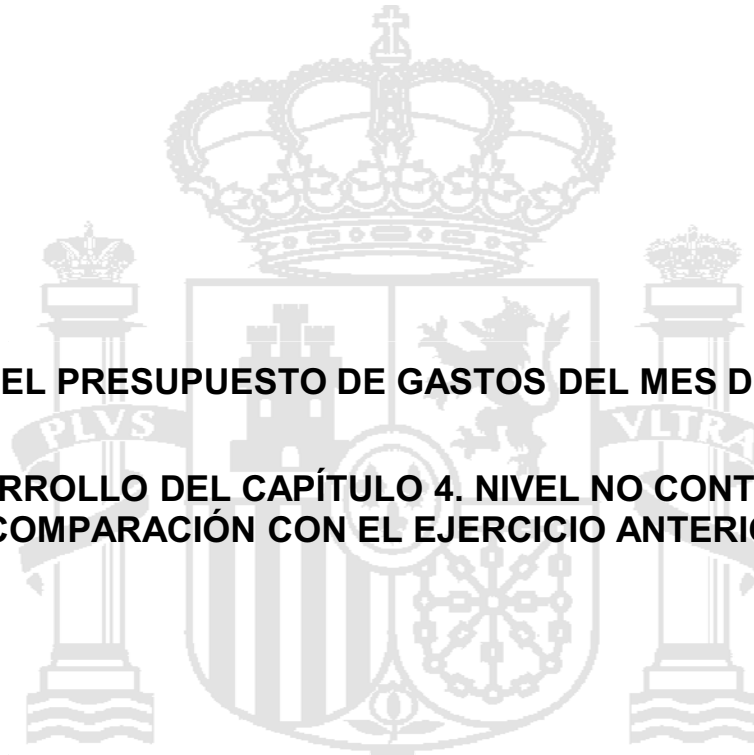 EL PRESUPUESTO DE GASTOS DEL MES D
PLVS
VLTRA
RROLLO DEL CAPÍTULO 4. NIVEL NO CONT
COMPARACIÓN CON EL EJERCICIO ANTERIO